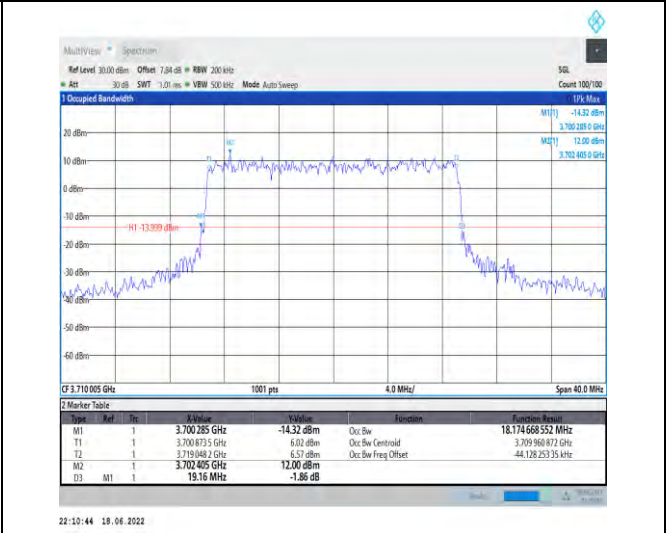 MultiView Spectrum
Ref Level 30.00 dBm Offset 7.84 dB RBW 200 kHz SGL
Att 30 dB SWT 1.01 ms VBW 500 kHz Mode Auto Sweep Count 100/100
1 Occupied Bandwidth 1Pk Max
M1[1] -14.32 dBm
3.700 285 0 GHz
M2[1] 12.00 dBm
3.702 405 0 GHz
20 dBm
M2
10 dBm
0 dBm
-10 dBm
H1 -13.999 dBm
-20 dBm
-30 dBm
-40 dBm
-50 dBm
-60 dBm
CF 3.710 005 GHz 1001 pts 4.0 MHz/ Span 40.0 MHz
2 Marker Table
Type Ref Trc X-Value Y-Value Function Function Result
M1 1 3.700 285 GHz -14.32 dBm Occ Bw 18.174 668 552 MHz
T1 1 3.700 873 5 GHz 6.02 dBm Occ Bw Centroid 3.709 960 872 GHz
T2 1 3.719 048 2 GHz 6.57 dBm Occ Bw Freq Offset -44.128 253 35 kHz
M2 1 3.702 405 GHz 12.00 dBm
D3 M1 1 19.16 MHz -1.86 dB
22:10:44 18.06.2022